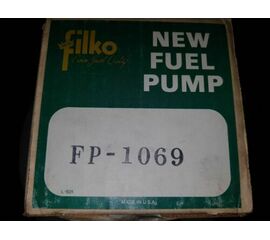 filko
NEW
FUEL
PUMP
FP-1069
MADE IN U.S.A.